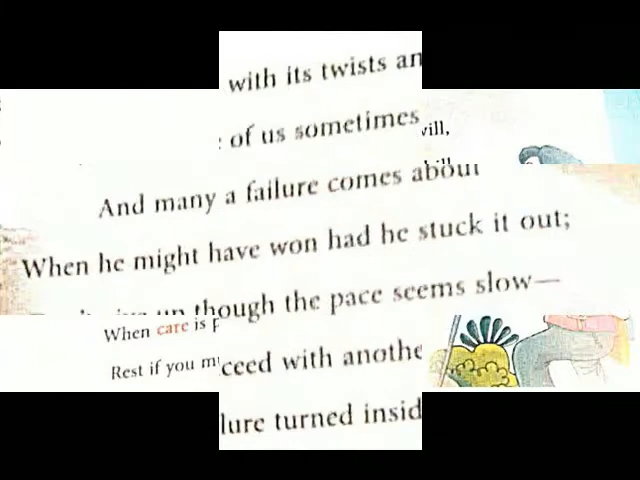 with its twists an
of us sometimes
will,
And many a failure comes about
When he might have won had he stuck it out;
though the pace seems slow—
When care is p
Rest if you m
ceed with anothe
lure turned insid